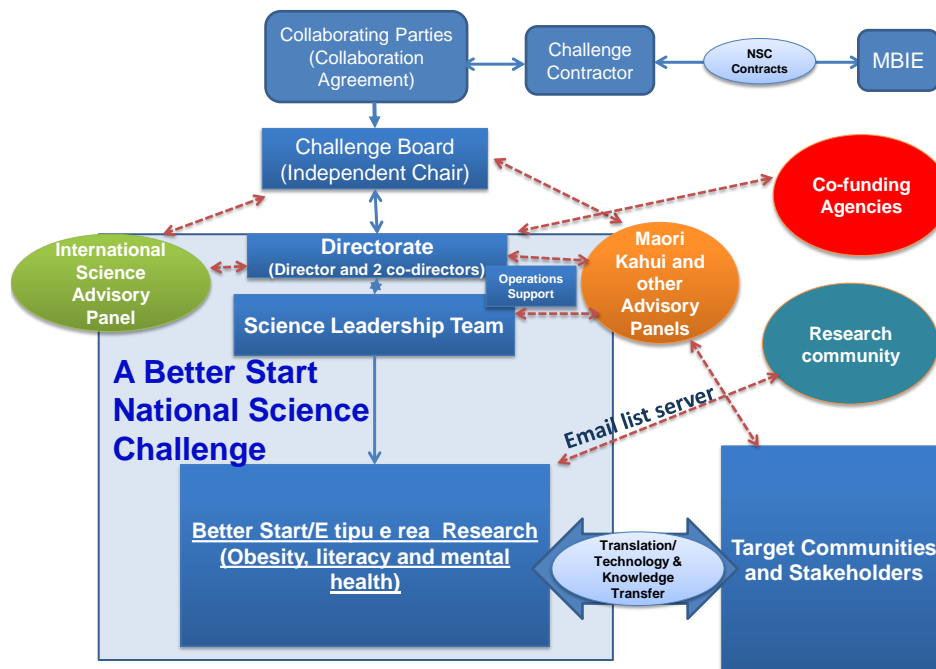 Collaborating Parties
(Collaboration
Agreement)
Challenge
Contractor
NSC
Contracts
MBIE
Challenge Board
(Independent Chair)
Co-funding
Agencies
International
Science
Advisory
Panel
Directorate
(Director and 2 co-directors)
Operations
Support
Maori
Kahui and
other
Advisory
Panels
Science Leadership Team
Research
community
A Better Start
National Science
Challenge
Email list server
Better Start/E tipu e rea Research
(Obesity, literacy and mental
health)
Translation/
Technology &
Knowledge
Transfer
Target Communities
and Stakeholders